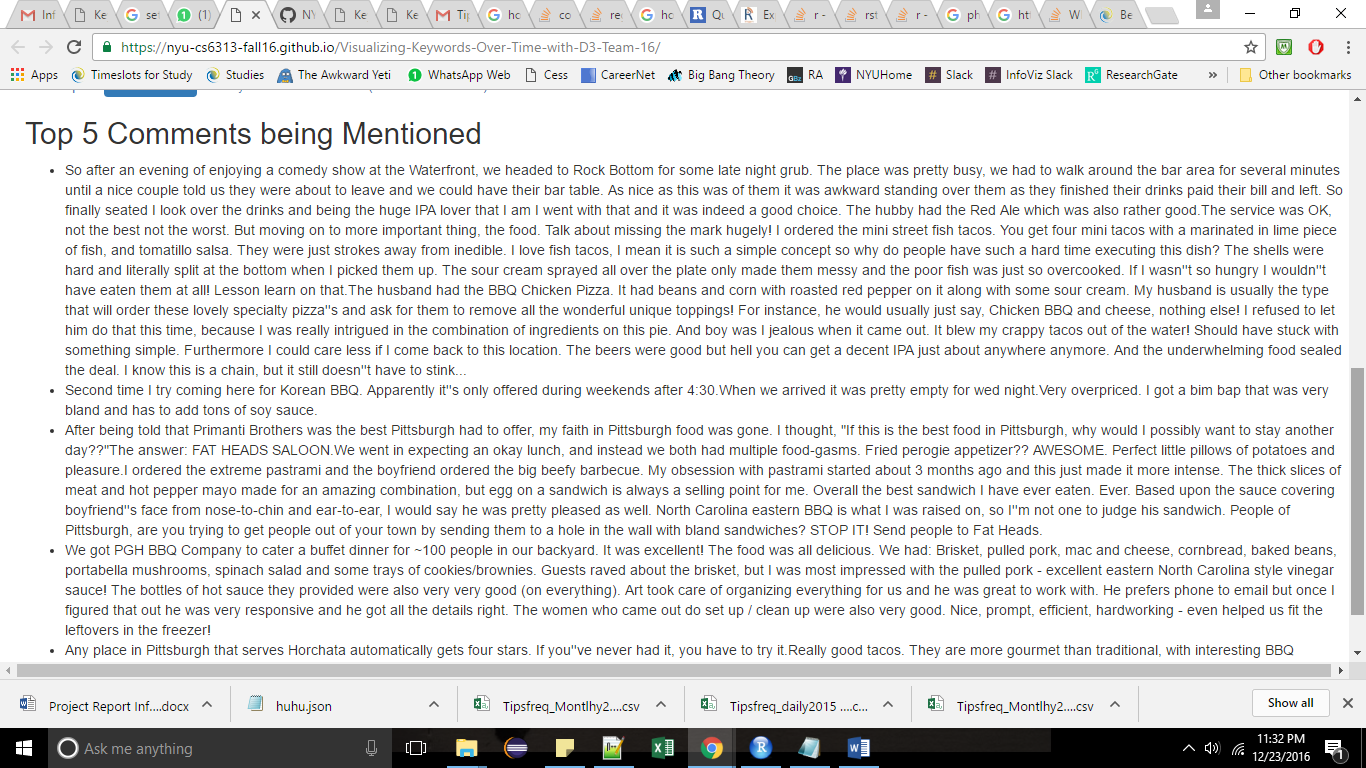 Inf
Ke
set
(1)
Ke
NY
Ke
Ke
Tip
ho
co
re
ho
Qu
Ex
r -
rst
r -
ph
ht
W
Be
https://nyu-cs6313-fall16.github.io/Visualizing-Keywords-Over-Time-with-D3-Team-16/
Apps Timeslots for Study Studies The Awkward Yeti WhatsApp Web Cess CareerNet Big Bang Theory RA NYUHome Slack InfoViz Slack ResearchGate » Other bookmarks
Top 5 Comments being Mentioned
• So after an evening of enjoying a comedy show at the Waterfront, we headed to Rock Bottom for some late night grub. The place was pretty busy, we had to walk around the bar area for several minutes
until a nice couple told us they were about to leave and we could have their bar table. As nice as this was of them it was awkward standing over them as they finished their drinks paid their bill and left. So
finally seated I look over the drinks and being the huge IPA lover that I am I went with that and it was indeed a good choice. The hubby had the Red Ale which was also rather good.The service was OK,
not the best not the worst. But moving on to more important thing, the food. Talk about missing the mark hugely! I ordered the mini street fish tacos. You get four mini tacos with a marinated in lime piece
of fish, and tomatillo salsa. They were just strokes away from inedible. I love fish tacos, I mean it is such a simple concept so why do people have such a hard time executing this dish? The shells were
hard and literally split at the bottom when I picked them up. The sour cream sprayed all over the plate only made them messy and the poor fish was just so overcooked. If I wasn"t so hungry I wouldn"t
have eaten them at all! Lesson learn on that.The husband had the BBQ Chicken Pizza. It had beans and corn with roasted red pepper on it along with some sour cream. My husband is usually the type
that will order these lovely specialty pizza"s and ask for them to remove all the wonderful unique toppings! For instance, he would usually just say, Chicken BBQ and cheese, nothing else! I refused to let
him do that this time, because I was really intrigued in the combination of ingredients on this pie. And boy was I jealous when it came out. It blew my crappy tacos out of the water! Should have stuck with
something simple. Furthermore I could care less if I come back to this location. The beers were good but hell you can get a decent IPA just about anywhere anymore. And the underwhelming food sealed
the deal. I know this is a chain, but it still doesn"t have to stink...
• Second time I try coming here for Korean BBQ. Apparently it"s only offered during weekends after 4:30.When we arrived it was pretty empty for wed night.Very overpriced. I got a bim bap that was very
bland and has to add tons of soy sauce.
• After being told that Primanti Brothers was the best Pittsburgh had to offer, my faith in Pittsburgh food was gone. I thought, "If this is the best food in Pittsburgh, why would I possibly want to stay another
day??"The answer: FAT HEADS SALOON.We went in expecting an okay lunch, and instead we both had multiple food-gasms. Fried perogie appetizer?? AWESOME. Perfect little pillows of potatoes and
pleasure.I ordered the extreme pastrami and the boyfriend ordered the big beefy barbecue. My obsession with pastrami started about 3 months ago and this just made it more intense. The thick slices of
meat and hot pepper mayo made for an amazing combination, but egg on a sandwich is always a selling point for me. Overall the best sandwich I have ever eaten. Ever. Based upon the sauce covering
boyfriend"s face from nose-to-chin and ear-to-ear, I would say he was pretty pleased as well. North Carolina eastern BBQ is what I was raised on, so I"m not one to judge his sandwich. People of
Pittsburgh, are you trying to get people out of your town by sending them to a hole in the wall with bland sandwiches? STOP IT! Send people to Fat Heads.
• We got PGH BBQ Company to cater a buffet dinner for ~100 people in our backyard. It was excellent! The food was all delicious. We had: Brisket, pulled pork, mac and cheese, cornbread, baked beans,
portabella mushrooms, spinach salad and some trays of cookies/brownies. Guests raved about the brisket, but I was most impressed with the pulled pork - excellent eastern North Carolina style vinegar
sauce! The bottles of hot sauce they provided were also very very good (on everything). Art took care of organizing everything for us and he was great to work with. He prefers phone to email but once I
figured that out he was very responsive and he got all the details right. The women who came out do set up / clean up were also very good. Nice, prompt, efficient, hardworking - even helped us fit the
leftovers in the freezer!
• Any place in Pittsburgh that serves Horchata automatically gets four stars. If you"ve never had it, you have to try it.Really good tacos. They are more gourmet than traditional, with interesting BBQ
Project Report Inf....docx
huhu.json
Tipsfreq_Montlhy2....csv
Tipsfreq_daily2015 ....c...
Tipsfreq_Montlhy2....csv
Show all
Ask me anything
11:32 PM
12/23/2016
1